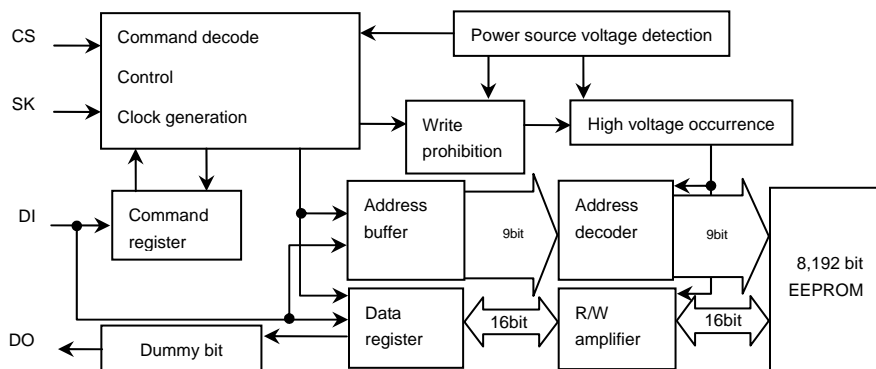 CS
Command decode
Control
Clock generation
Power source voltage detection
SK
Write
prohibition
High voltage occurrence
DI
Command
register
Address
buffer
9bit
Address
decoder
9bit
8,192 bit
EEPROM
DO
Dummy bit
Data
register
16bit
R/W
amplifier
16bit